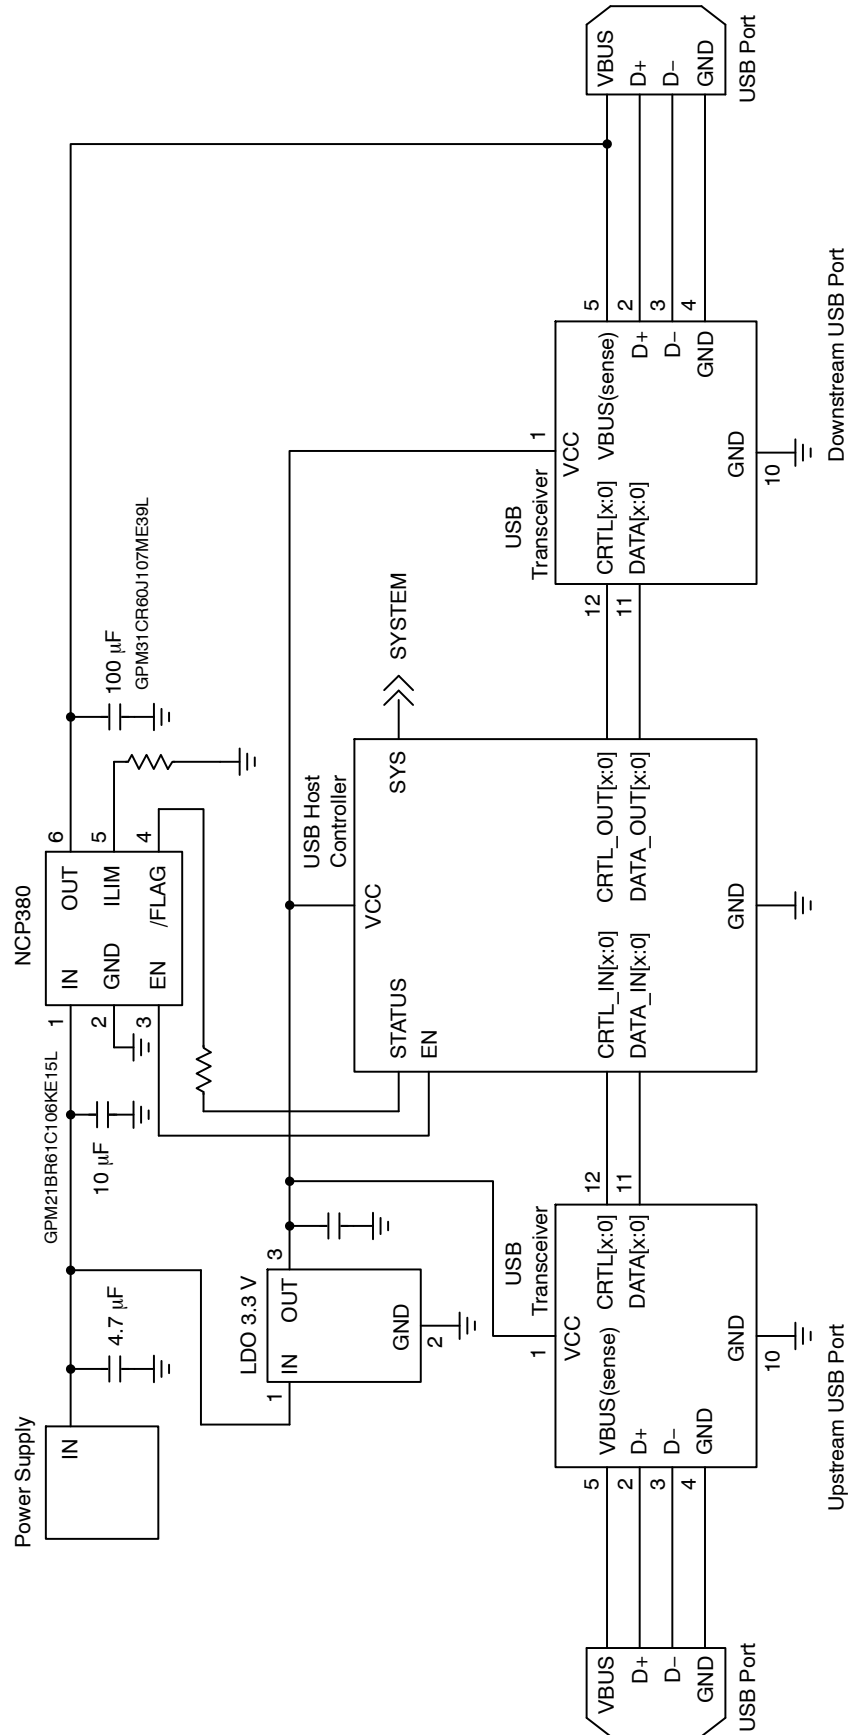 Power Supply
IN
4.7 µF
GPM21BR61C106KE15L
10 µF
NCP380
1
IN
OUT
6
2
GND
ILIM
5
3
EN
/FLAG
4
100 µF
GPM31CR60J107ME39L
LDO 3.3 V
1
IN
OUT
3
GND
2
USB Host
Controller
VCC
STATUS
EN
SYS
SYSTEM
CRTL_IN[x:0]
CRTL_OUT[x:0]
DATA_IN[x:0]
DATA_OUT[x:0]
GND
USB Port
VBUS
D+
D−
GND
5
2
3
4
USB
Transceiver
1
VCC
VBUS(sense)
D+
D−
GND
CRTL[x:0]
DATA[x:0]
12
11
GND
10
Upstream USB Port
USB
Transceiver
1
VCC
12
11
CRTL[x:0]
DATA[x:0]
VBUS(sense)
D+
D−
GND
5
2
3
4
GND
10
VBUS
D+
D−
GND
USB Port
Downstream USB Port